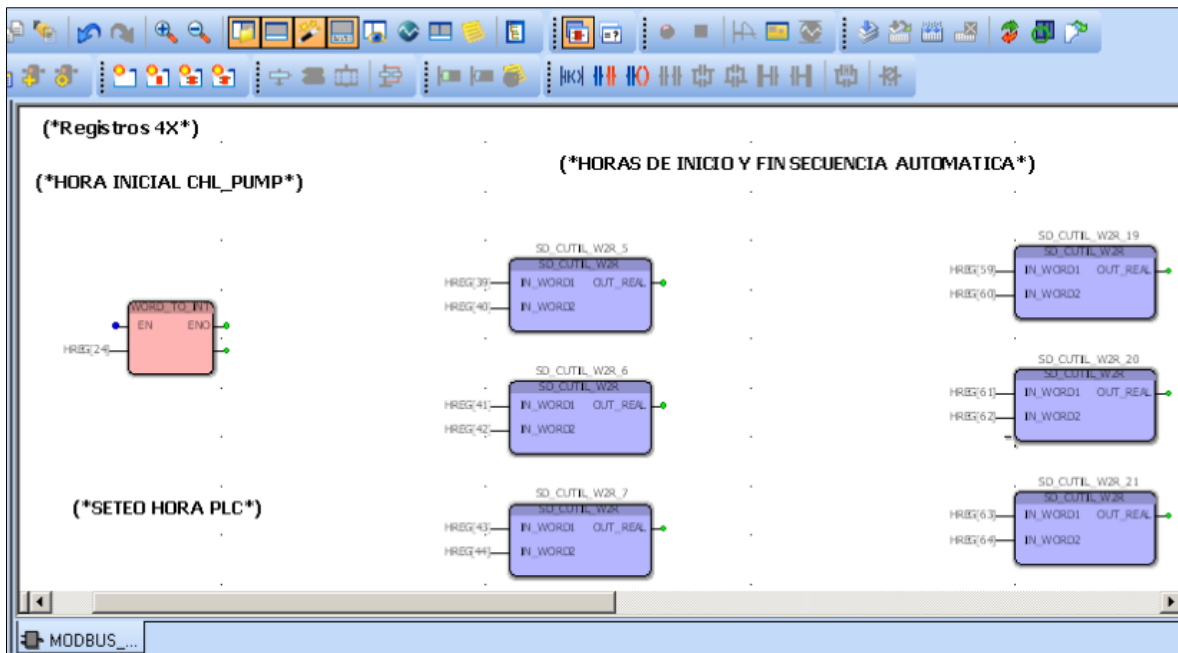 (*Registros 4X*)
(*HORAS DE INICIO Y FIN SECUENCIA AUTOMATICA*)
(*HORA INICIAL CHL_PUMP*)
SD_CUTIL_W2R_5
SD_CUTIL_W2R
HREG(39) IN_WORD1 OUT_REAL
HREG(40) IN_WORD2
SD_CUTIL_W2R_19
SD_CUTIL_W2R
HREG(59) IN_WORD1 OUT_REAL
HREG(60) IN_WORD2
WORD_TO_INT
EN ENO
HREG(24)
SD_CUTIL_W2R_6
SD_CUTIL_W2R
HREG(41) IN_WORD1 OUT_REAL
HREG(42) IN_WORD2
SD_CUTIL_W2R_20
SD_CUTIL_W2R
HREG(61) IN_WORD1 OUT_REAL
HREG(62) IN_WORD2
(*SETEO HORA PLC*)
SD_CUTIL_W2R_7
SD_CUTIL_W2R
HREG(43) IN_WORD1 OUT_REAL
HREG(44) IN_WORD2
SD_CUTIL_W2R_21
SD_CUTIL_W2R
HREG(63) IN_WORD1 OUT_REAL
HREG(64) IN_WORD2
MODBUS_...